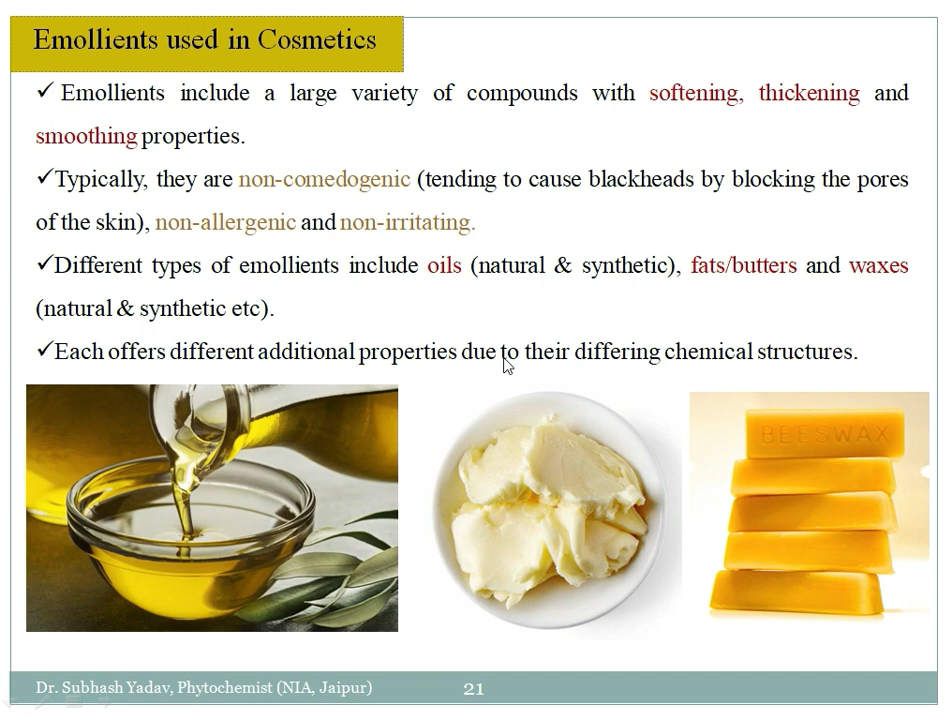 Emollients used in Cosmetics
✓ Emollients include a large variety of compounds with softening, thickening and
smoothing properties.
✓Typically, they are non-comedogenic (tending to cause blackheads by blocking the pores
of the skin), non-allergenic and non-irritating.
✓Different types of emollients include oils (natural & synthetic), fats/butters and waxes
(natural & synthetic etc).
✓Each offers different additional properties due to their differing chemical structures.
BEESWAX
Dr. Subhash Yadav, Phytochemist (NIA, Jaipur) 21